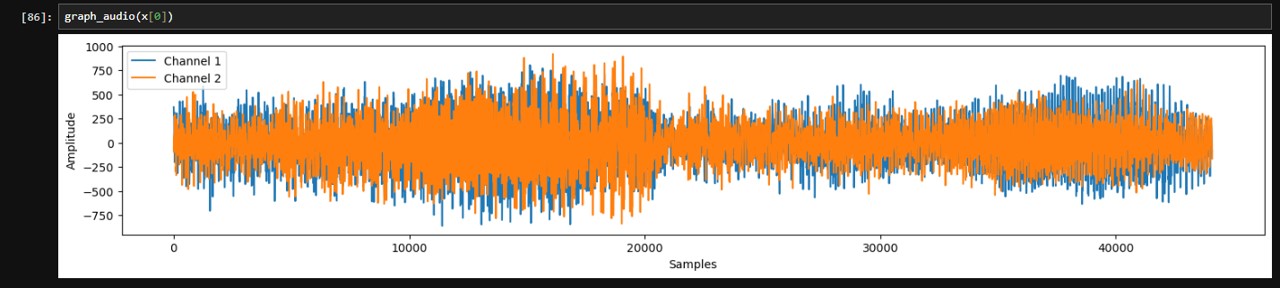 [86]: graph_audio(x[0])
Channel 1
Channel 2
1000
750
500
250
0
−250
−500
−750
Amplitude
0 10000 20000 30000 40000
Samples